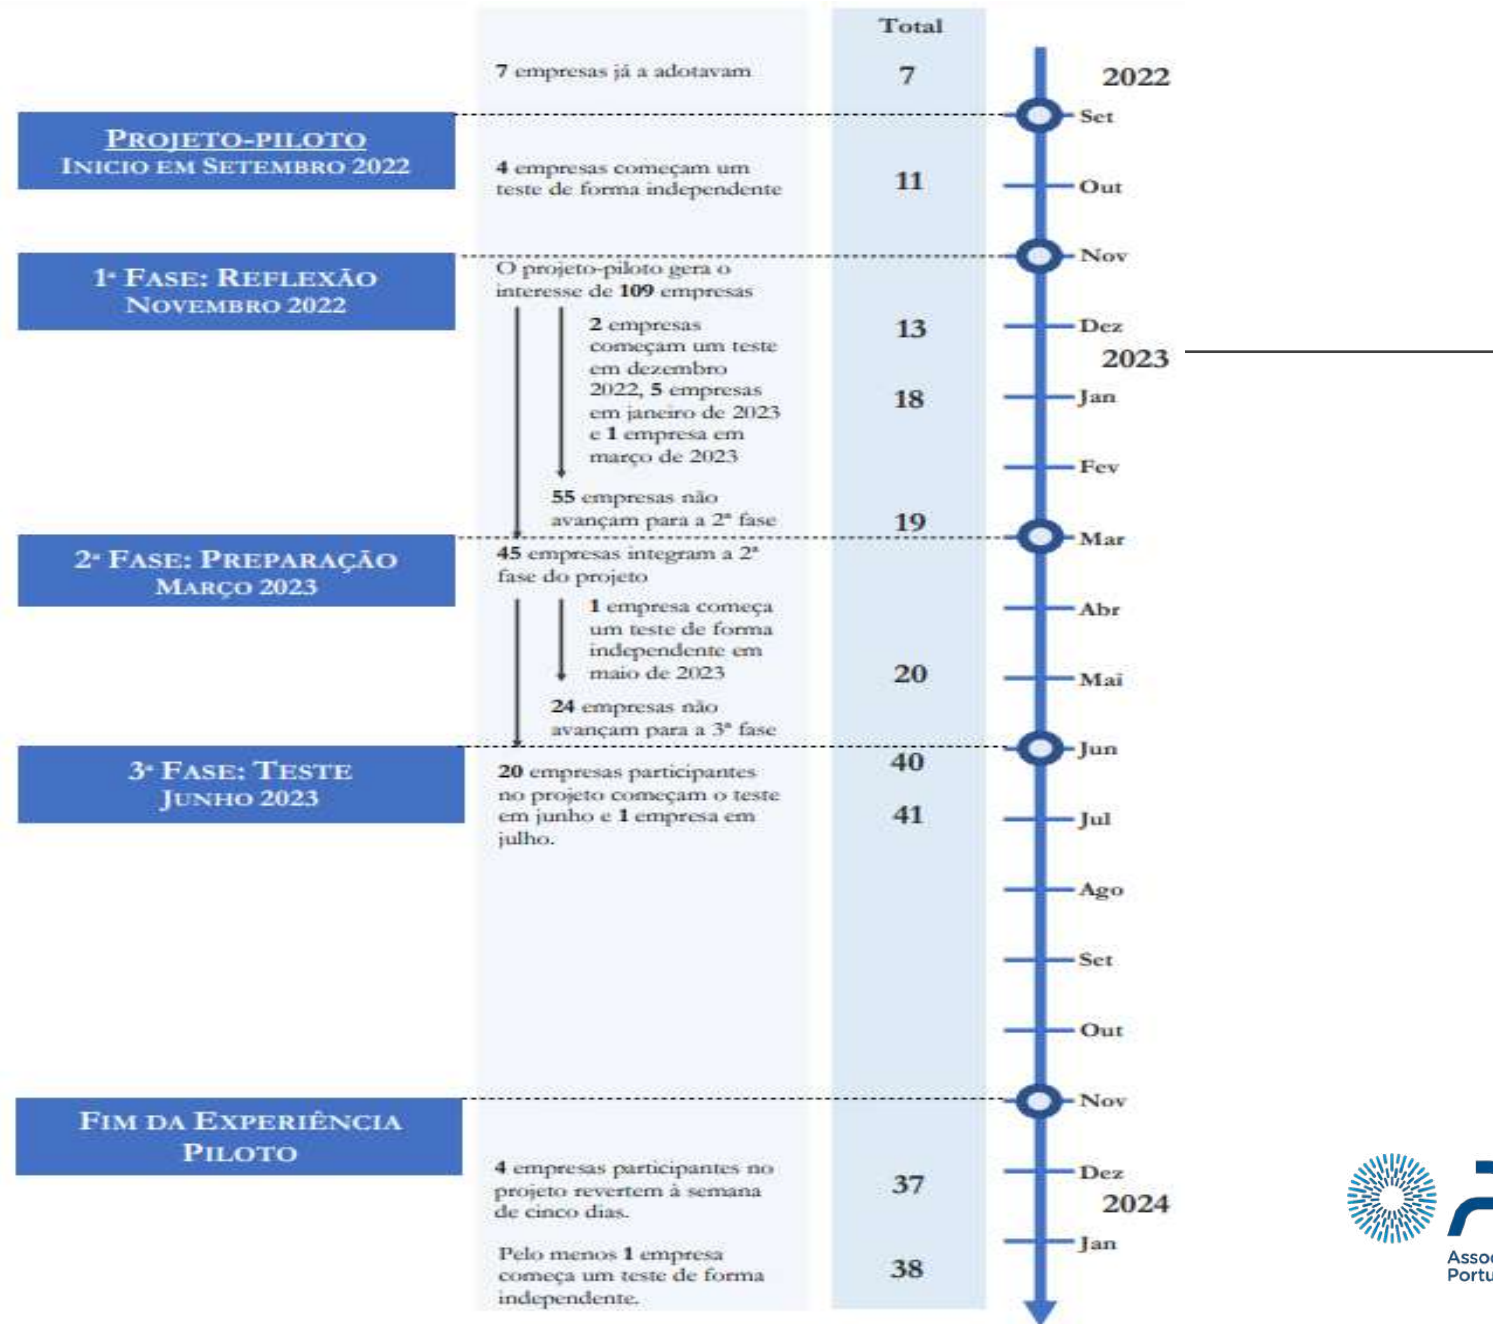 Total
7 empresas já a adotavam
7
2022
Set
PROJETO-PILOTO
INICIO EM SETEMBRO 2022
4 empresas começam um
teste de forma independente
11
Out
Nov
1ª FASE: REFLEXÃO
NOVEMBRO 2022
O projeto-piloto gera o
interesse de 109 empresas
2 empresas
começam um teste
em dezembro
2022, 5 empresas
em janeiro de 2023
e 1 empresa em
março de 2023
13
Dez
2023
18
Jan
Fev
55 empresas não
avançam para a 2ª fase
19
Mar
2ª FASE: PREPARAÇÃO
MARÇO 2023
45 empresas integram a 2ª
fase do projeto
1 empresa começa
um teste de forma
independente em
maio de 2023
Abr
20
Mai
24 empresas não
avançam para a 3ª fase
Jun
3ª FASE: TESTE
JUNHO 2023
20 empresas participantes
no projeto começam o teste
em junho e 1 empresa em
julho.
40
41
Jul
Ago
Set
Out
Nov
FIM DA EXPERIÊNCIA
PILOTO
4 empresas participantes no
projeto revertem à semana
de cinco dias.
37
Dez
2024
Pelo menos 1 empresa
começa um teste de forma
independente.
38
Jan
Assoc
Portu